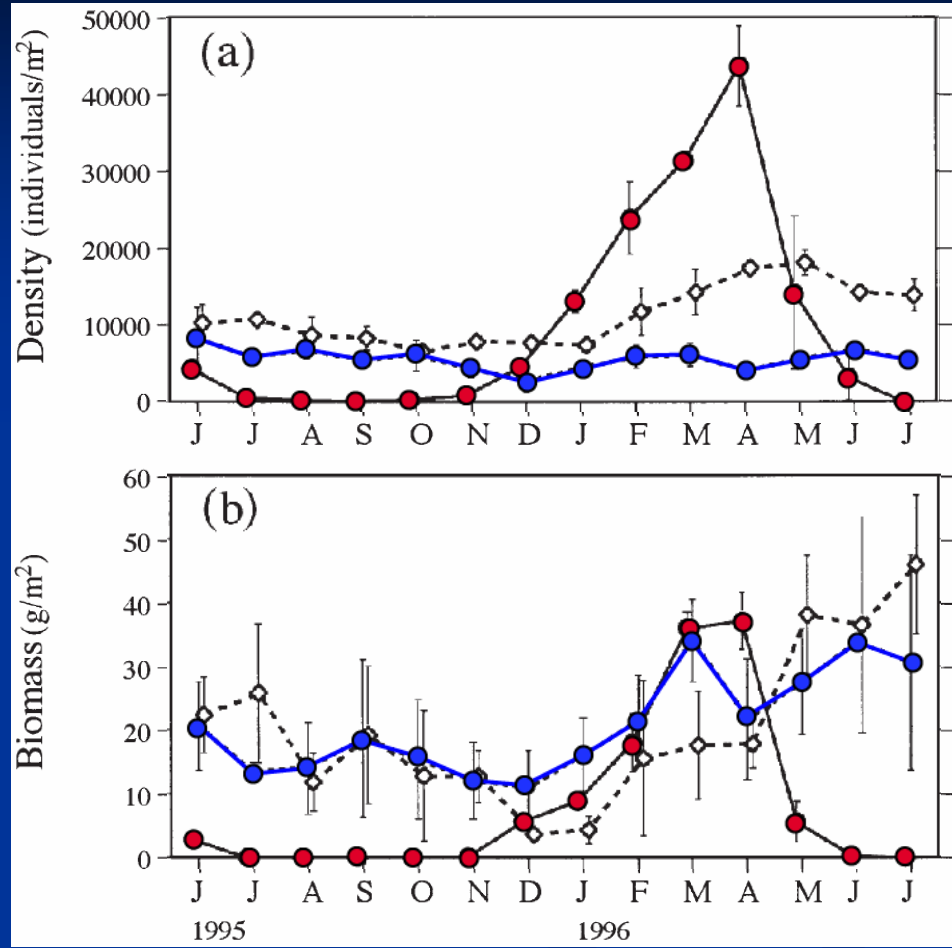 (a)
Density (individuals/m²)
50000
40000
30000
20000
10000
0
J J A S O N D J F M A M J J
(b)
Biomass (g/m²)
60
50
40
30
20
10
0
J J A S O N D J F M A M J J
1995 1996